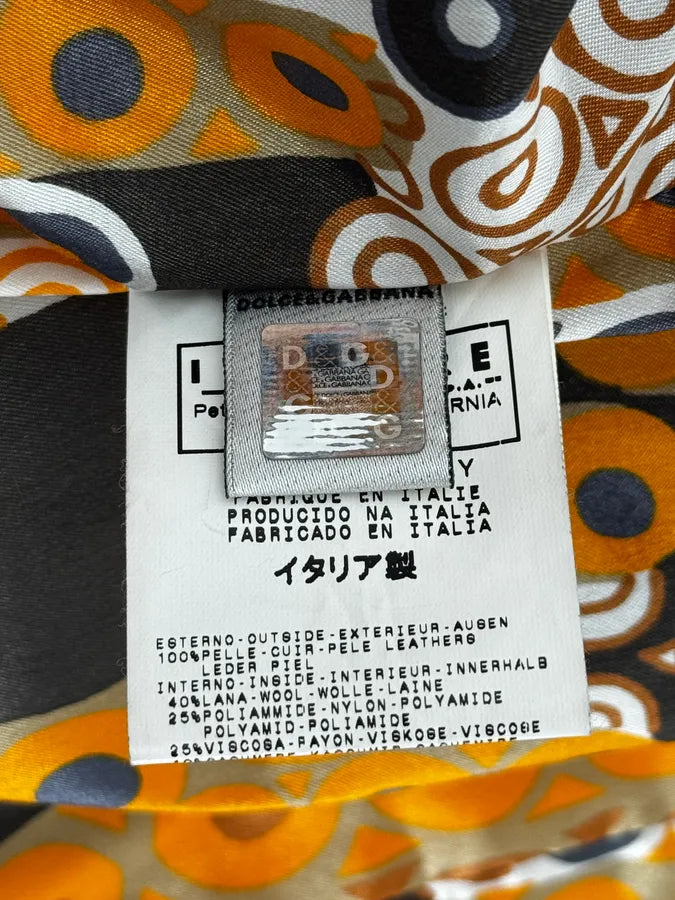 DOLCE&GABBANA
D G
D
G
GABBANA
E
S.A.
Pet
RNIA
Y
FABRIQUE EN ITALIE
PRODUCIDO NA ITALIA
FABRICADO EN ITALIA
イタリア製
ESTERNO-OUTSIDE-EXTERIEUR-AUSEN
100%PELLE-CUIR-PELE LEATHERS
LEDER PIEL
INTERNO-INSIDE-INTERIEUR-INNERHALB
40%LANA-WOOL-WOLLE-LAINE
25%POLIAMMIDE-NYLON-POLYAMIDE
POLYAMID-POLIAMIDE
25%VISCOSA-RAYON-VISKOSE-VISCOSE